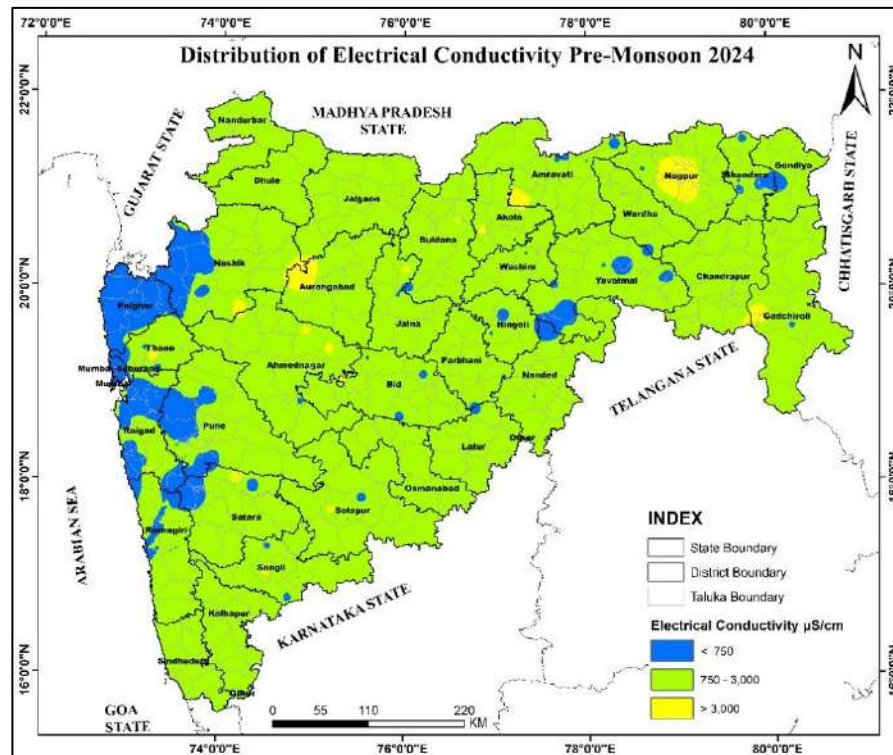 72°0'0"E 74°0'0"E 76°0'0"E 78°0'0"E 80°0'0"E
Distribution of Electrical Conductivity Pre-Monsoon 2024
N
22°0'0"N
MADHYA PRADESH
STATE
GUJARAT STATE
CHHATISGARH STATE
Nandurbar
Dhule
Jalgaon
Amravati
Nagpur
Bhandara
Gondiya
Akola
Buldana
Wardha
Nashik
Washim
20°0'0"N
Aurangabad
Yavatmal
Chandrapur
Palghar
Jalna
Hingoli
Gadchiroli
Thane
Mumbai Suburang
Mumbai
Ahmednagar
Parbhani
Bid
Nanded
TELANGANA STATE
Raigad
Pune
Latur
Other
18°0'0"N
18°0'0"N
Osmanabad
Solapur
Satara
Ratnagiri
ARABIAN SEA
Sangli
Kolhapur
KARNATAKA STATE
Sindhudurg
Other
16°0'0"N
GOA
STATE
INDEX
State Boundary
District Boundary
Taluka Boundary
Electrical Conductivity µS/cm
< 750
750 - 3,000
> 3,000
0 55 110 220
KM
74°0'0"E 76°0'0"E 78°0'0"E 80°0'0"E